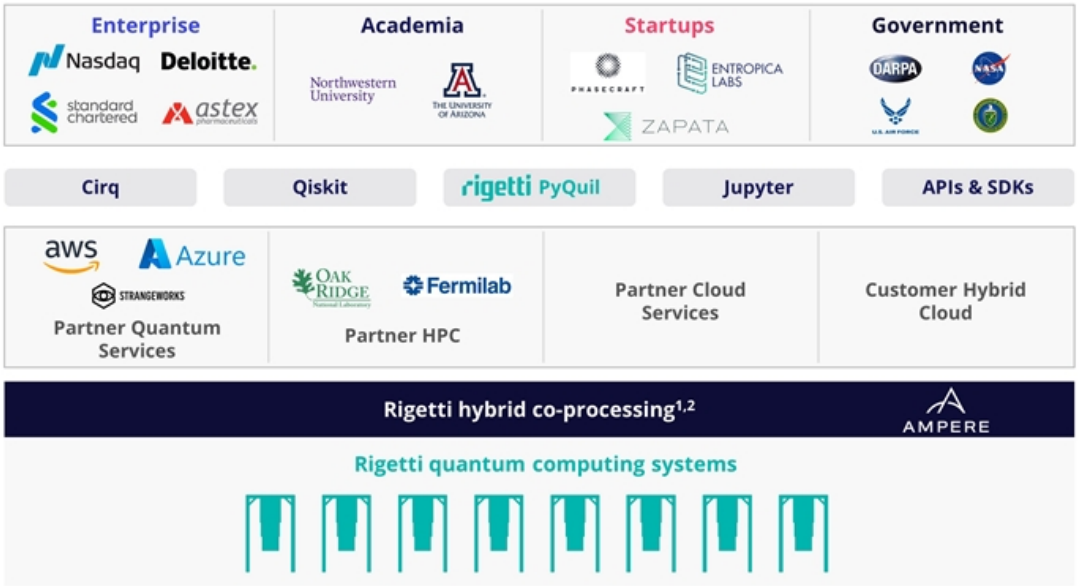 Enterprise
Academia
Startups
Government
Nasdaq
Deloitte.
standard
chartered
astex
pharmaceuticals
Northwestern
University
THE UNIVERSITY
OF ARIZONA
PHASECRAFT
ENTROPICA
LABS
ZAPATA
DARPA
NASA
U.S. AIR FORCE
Cirq
Qiskit
rigetti PyQuil
Jupyter
APIs & SDKs
aws
Azure
STRANGEWORKS
Partner Quantum
Services
OAK
RIDGE
National Laboratory
Fermilab
Partner HPC
Partner Cloud
Services
Customer Hybrid
Cloud
Rigetti hybrid co-processing1,2
AMPERE
Rigetti quantum computing systems